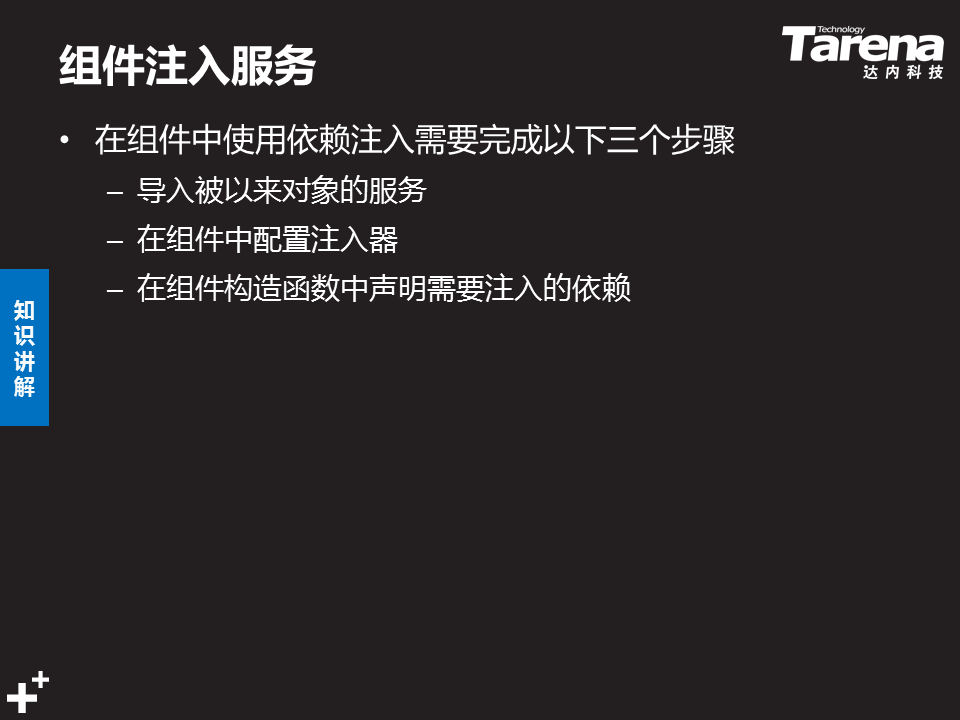 组件注入服务
Technology
Tarena
达内科技
• 在组件中使用依赖注入需要完成以下三个步骤
– 导入被以来对象的服务
– 在组件中配置注入器
– 在组件构造函数中声明需要注入的依赖
知
识
讲
解